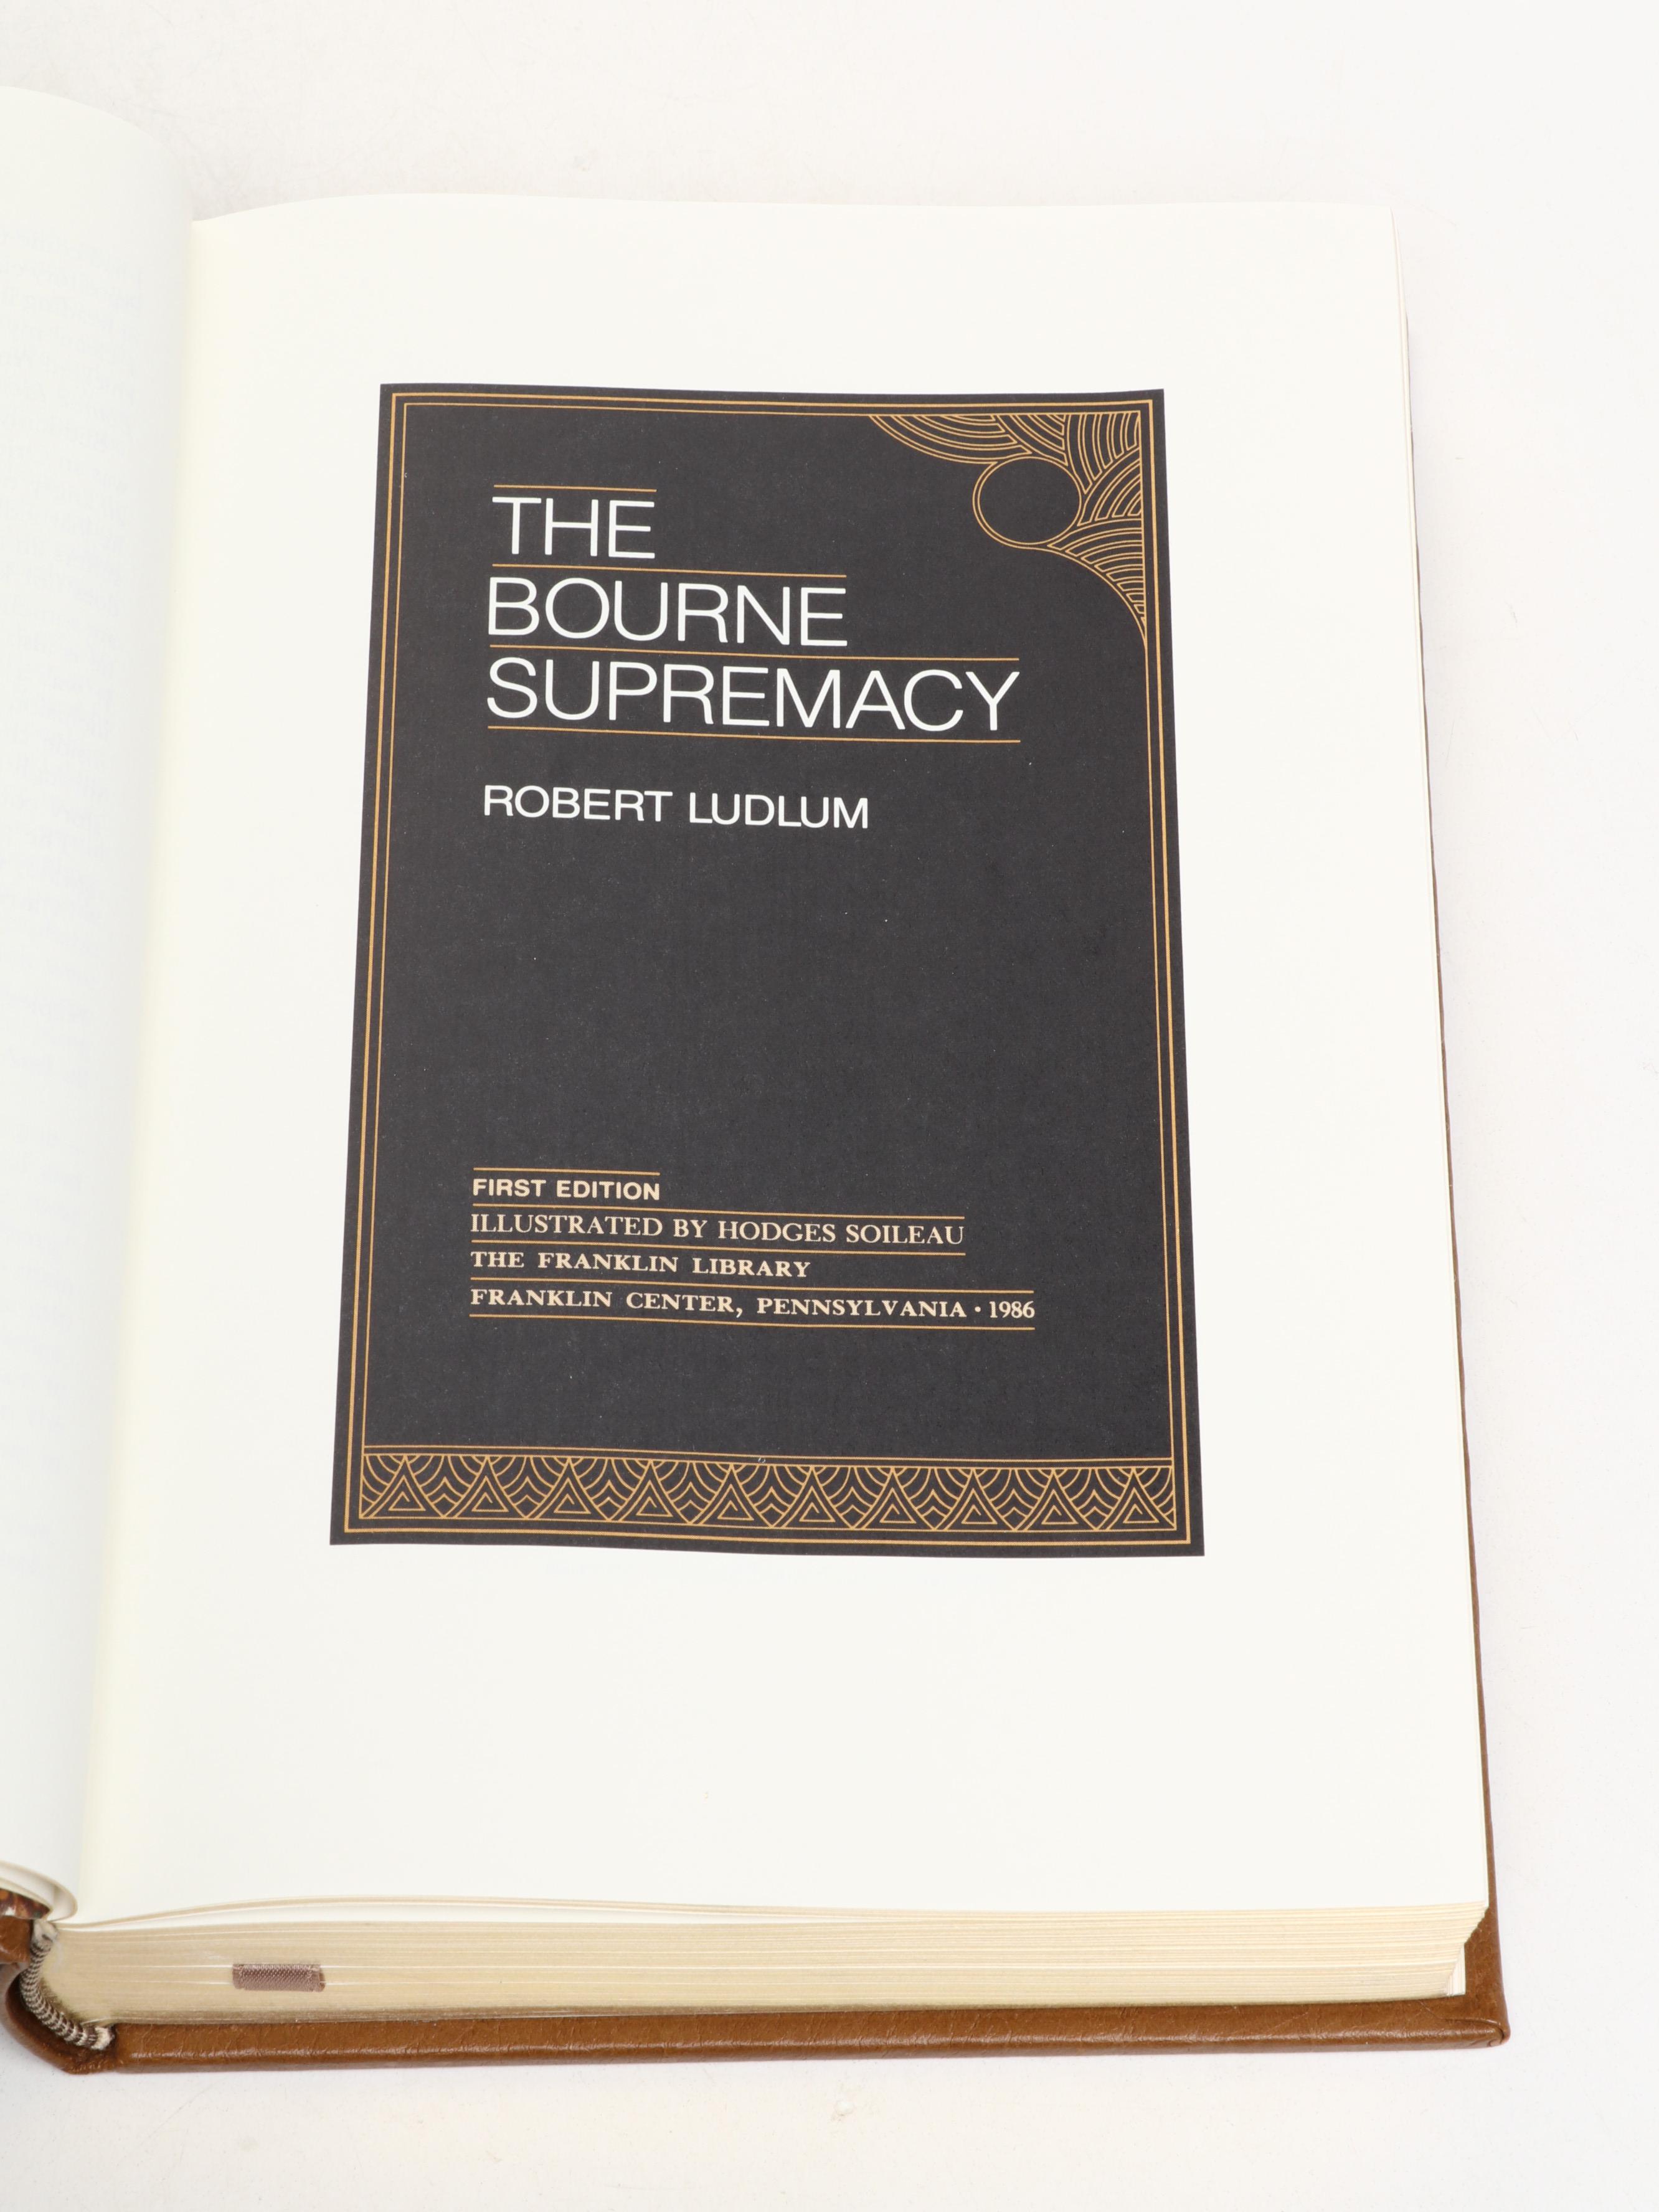 THE
BOURNE
SUPREMACY
ROBERT LUDLUM
FIRST EDITION
ILLUSTRATED BY HODGES SOILEAU
THE FRANKLIN LIBRARY
FRANKLIN CENTER, PENNSYLVANIA • 1986